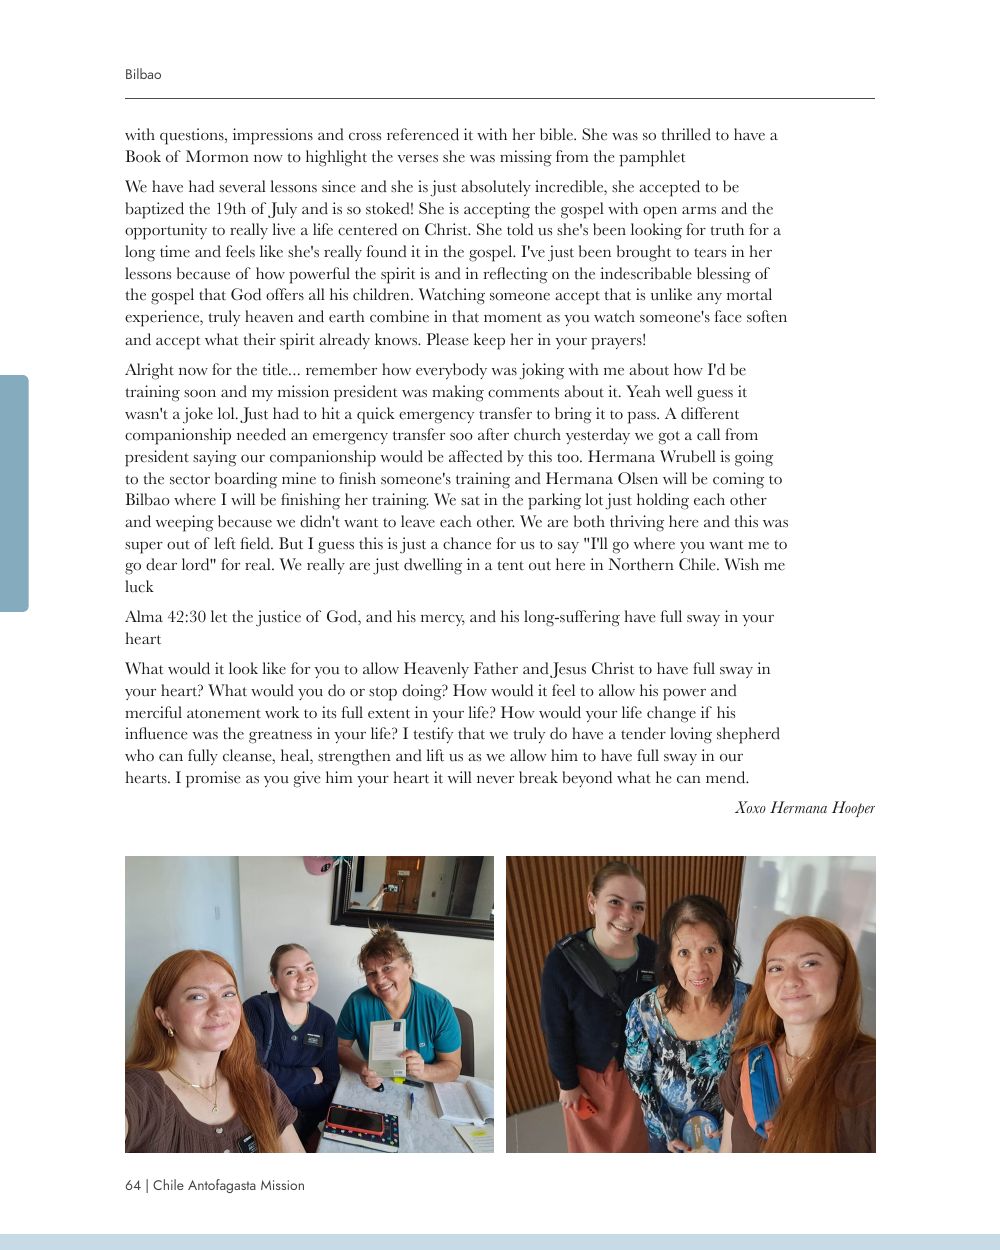 Bilbao
with questions, impressions and cross referenced it with her bible. She was so thrilled to have a
Book of Mormon now to highlight the verses she was missing from the pamphlet
We have had several lessons since and she is just absolutely incredible, she accepted to be
baptized the 19th of July and is so stoked! She is accepting the gospel with open arms and the
opportunity to really live a life centered on Christ. She told us she's been looking for truth for a
long time and feels like she's really found it in the gospel. I've just been brought to tears in her
lessons because of how powerful the spirit is and in reflecting on the indescribable blessing of
the gospel that God offers all his children. Watching someone accept that is unlike any mortal
experience, truly heaven and earth combine in that moment as you watch someone's face soften
and accept what their spirit already knows. Please keep her in your prayers!
Alright now for the title... remember how everybody was joking with me about how I'd be
training soon and my mission president was making comments about it. Yeah well guess it
wasn't a joke lol. Just had to hit a quick emergency transfer to bring it to pass. A different
companionship needed an emergency transfer soo after church yesterday we got a call from
president saying our companionship would be affected by this too. Hermana Wrubell is going
to the sector boarding mine to finish someone's training and Hermana Olsen will be coming to
Bilbao where I will be finishing her training. We sat in the parking lot just holding each other
and weeping because we didn't want to leave each other. We are both thriving here and this was
super out of left field. But I guess this is just a chance for us to say "I'll go where you want me to
go dear lord" for real. We really are just dwelling in a tent out here in Northern Chile. Wish me
luck
Alma 42:30 let the justice of God, and his mercy, and his long-suffering have full sway in your
heart
What would it look like for you to allow Heavenly Father and Jesus Christ to have full sway in
your heart? What would you do or stop doing? How would it feel to allow his power and
merciful atonement work to its full extent in your life? How would your life change if his
influence was the greatness in your life? I testify that we truly do have a tender loving shepherd
who can fully cleanse, heal, strengthen and lift us as we allow him to have full sway in our
hearts. I promise as you give him your heart it will never break beyond what he can mend.
Xoxo Hermana Hooper
64 | Chile Antofagasta Mission